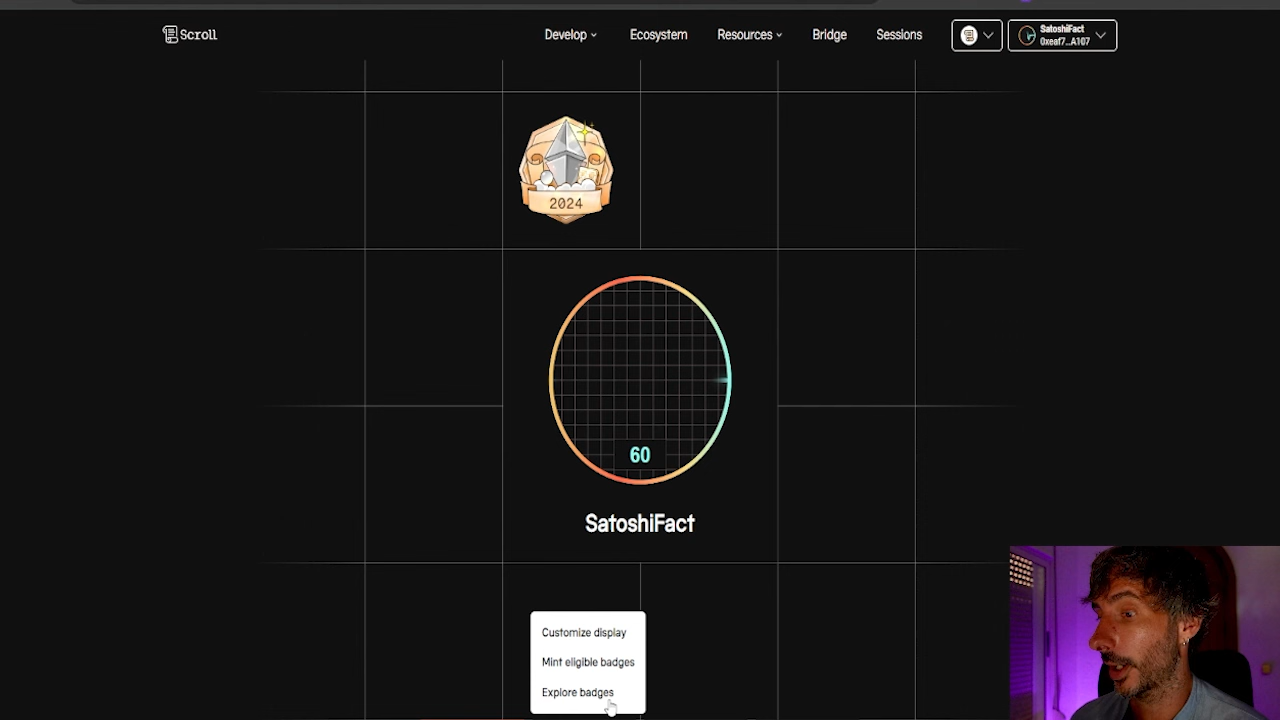 Scroll
Develop
Ecosystem
Resources
Bridge
Sessions
SatoshiFact
0xeaf7...A107
2024
60
SatoshiFact
Customize display
Mint eligible badges
Explore badges